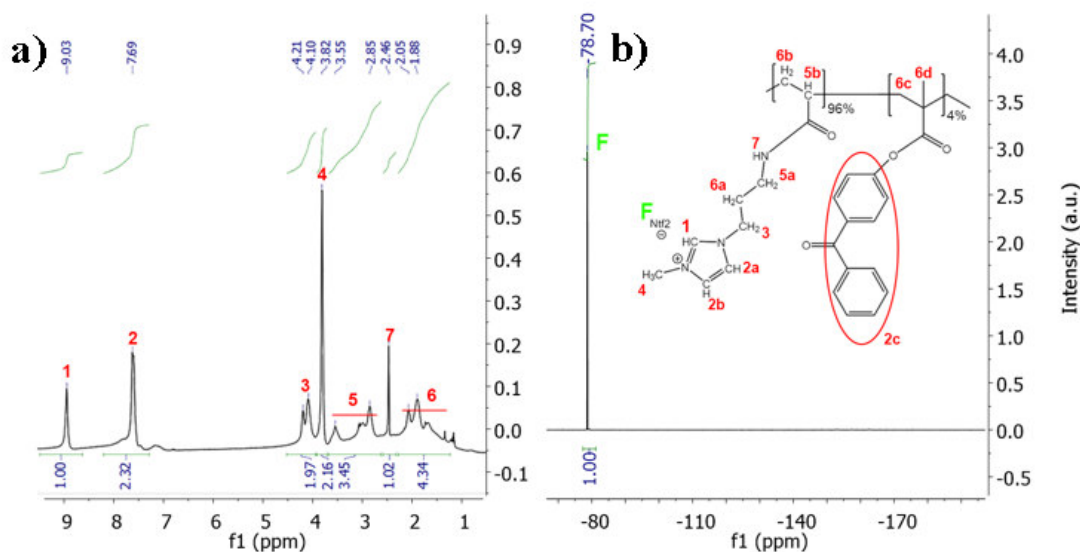 a)
9.03
7.69
4.21
4.10
3.82
3.55
2.85
2.46
2.05
1.88
0.9
0.8
0.7
0.6
0.5
0.4
0.3
0.2
0.1
0.0
-0.1
1
2
3
4
5
7
6
1.00
2.32
1.97
2.16
3.45
1.02
4.34
9 8 7 6 5 4 3 2 1
f1 (ppm)
b)
-78.70
F
6b
H2C
5b
H
C
96%
6c
6d
4%
7
HN
O
O
O
6a
H2C
CH2
5a
F
Ntf2
⊖
1
HC
N
CH2
3
⊕
N
H3C
4
CH
2a
C
H
2b
O
2c
1.00
4.0
3.5
3.0
2.5
2.0
1.5
1.0
0.5
0.0
-0.5
Intensity (a.u.)
-80 -110 -140 -170
f1 (ppm)